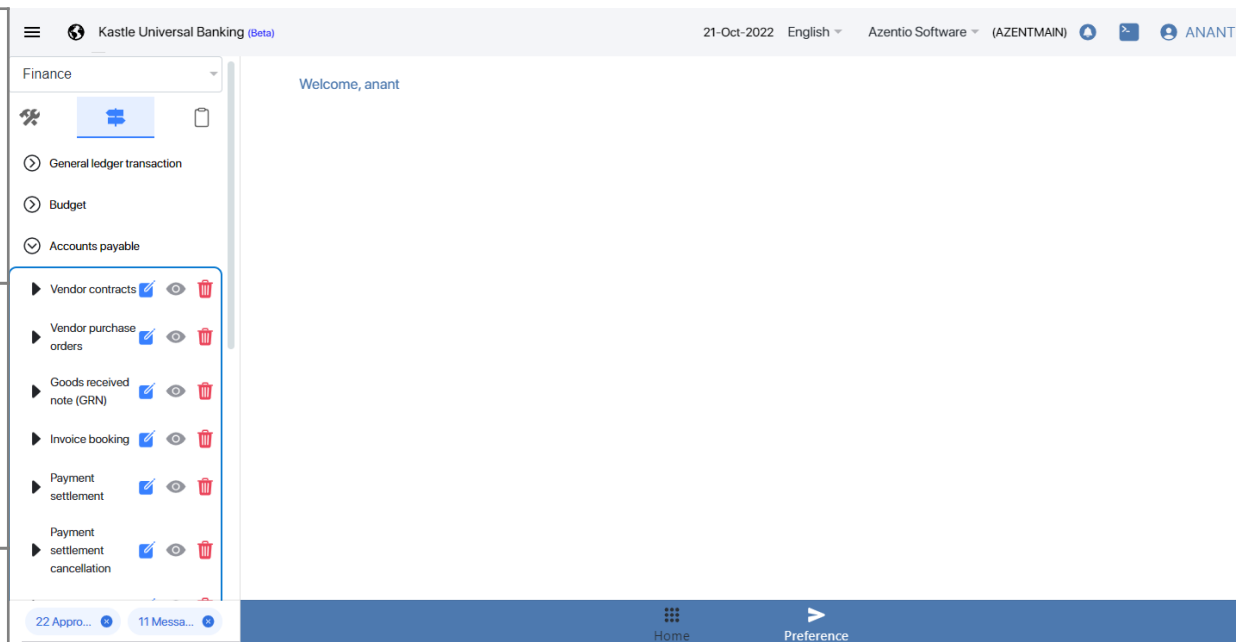 Kastle Universal Banking (Beta)
21-Oct-2022 English Azentio Software (AZENTMAIN) ANANT
Finance
Welcome, anant
General ledger transaction
Budget
Accounts payable
Vendor contracts
Vendor purchase
orders
Goods received
note (GRN)
Invoice booking
Payment
settlement
Payment
settlement
cancellation
22 Appro... 11 Messa...
Home
Preference